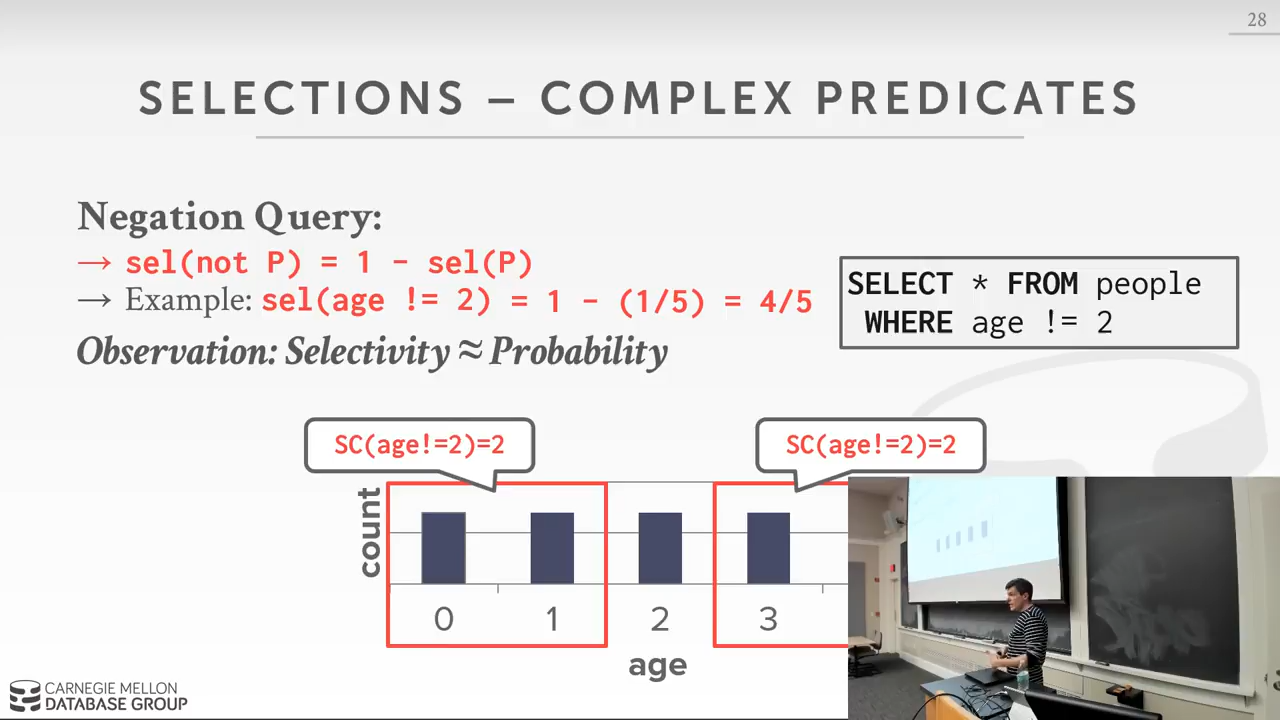 28
SELECTIONS – COMPLEX PREDICATES
Negation Query:
→ sel(not P) = 1 - sel(P)
→ Example: sel(age != 2) = 1 - (1/5) = 4/5
Observation: Selectivity ≈ Probability
SELECT * FROM people
WHERE age != 2
SC(age!=2)=2
SC(age!=2)=2
count
0 1 2 3
age
CARNEGIE MELLON
DATABASE GROUP